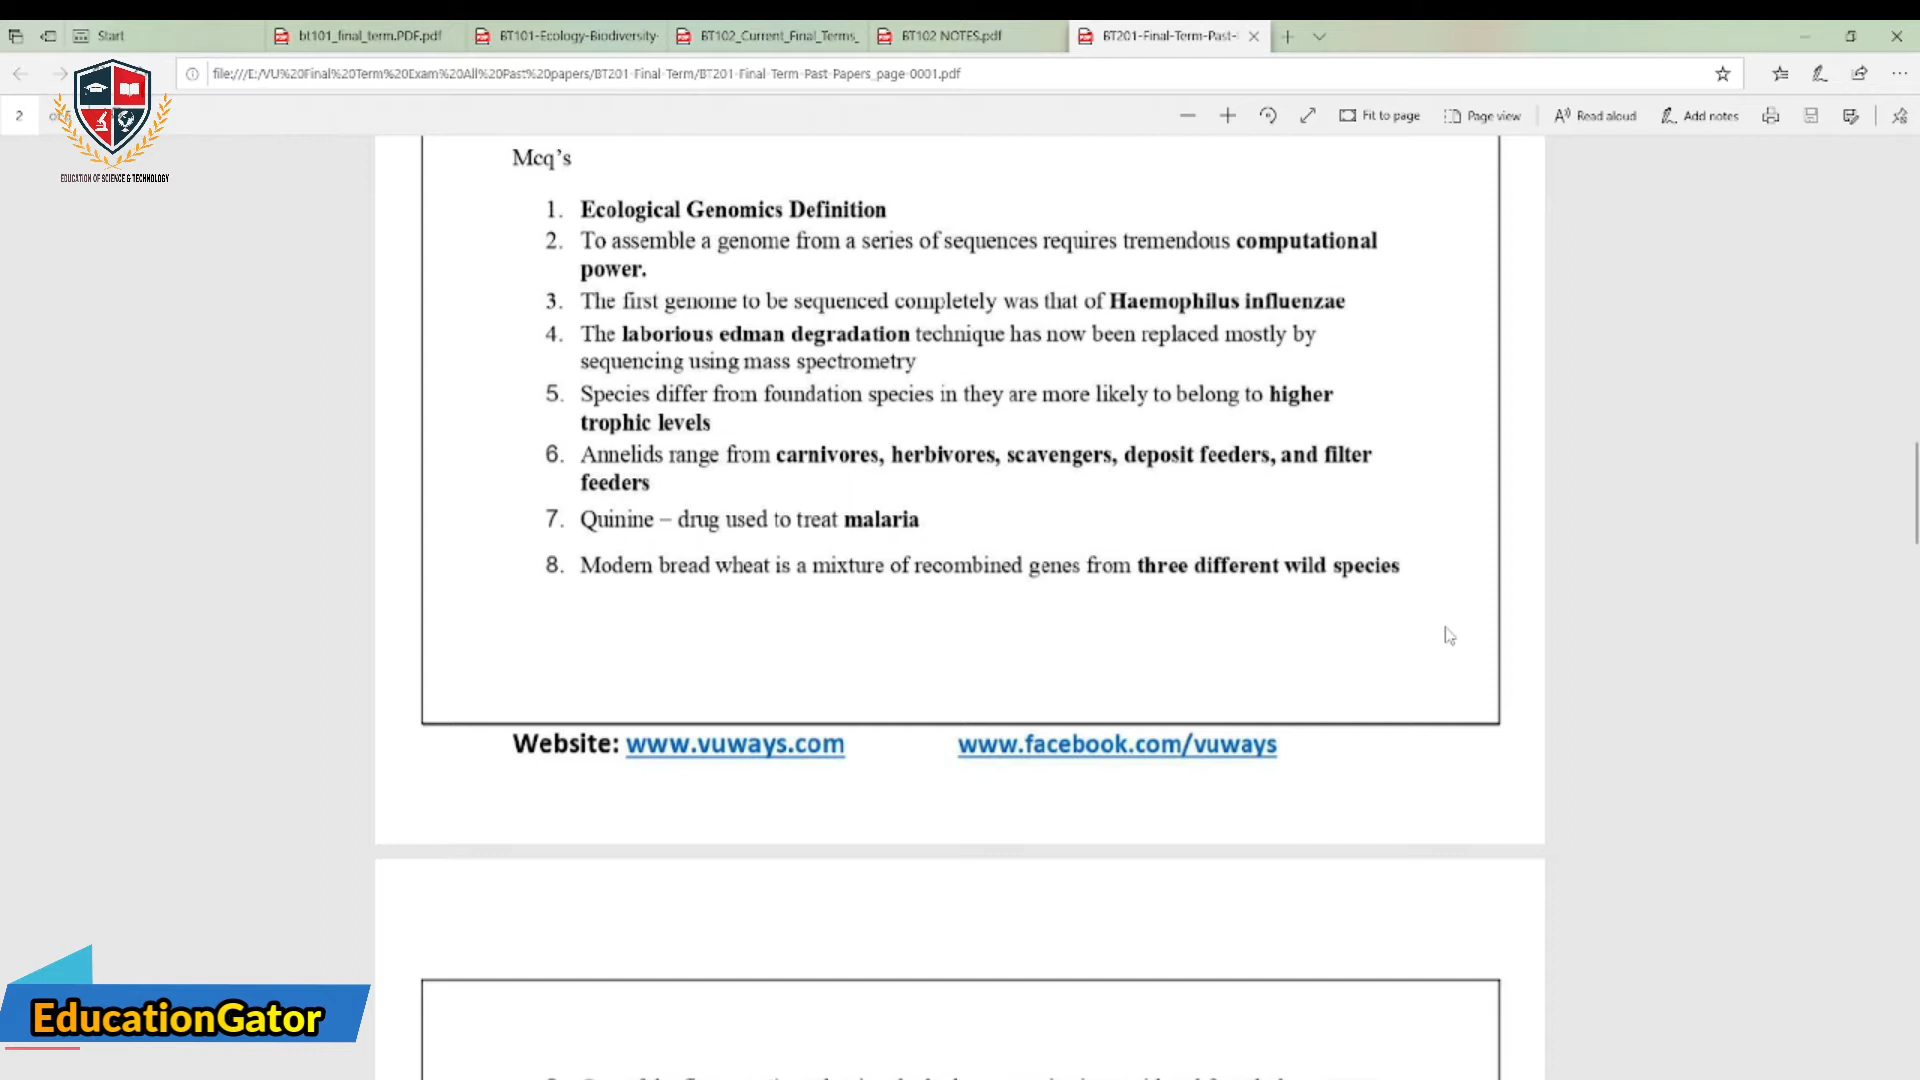 Start
bt101_final_term.PDF.pdf
BT101-Ecology-Biodiversity-
BT102_Current_Final_Terms_
BT102 NOTES.pdf
BT201-Final-Term-Past-
file:///E:/VU%20Final%20Term%20Exam%20All%20Past%20papers/BT201-Final-Term/BT201-Final-Term-Past-Papers_page-0001.pdf
2
Fit to page
Page view
Read aloud
Add notes
EDUCATION OF SCIENCE & TECHNOLOGY
Mcq's
1. Ecological Genomics Definition
2. To assemble a genome from a series of sequences requires tremendous computational
power.
3. The first genome to be sequenced completely was that of Haemophilus influenzae
4. The laborious edman degradation technique has now been replaced mostly by
sequencing using mass spectrometry
5. Species differ from foundation species in they are more likely to belong to higher
trophic levels
6. Annelids range from carnivores, herbivores, scavengers, deposit feeders, and filter
feeders
7. Quinine – drug used to treat malaria
8. Modern bread wheat is a mixture of recombined genes from three different wild species
Website: www.vuways.com www.facebook.com/vuways
EducationGator